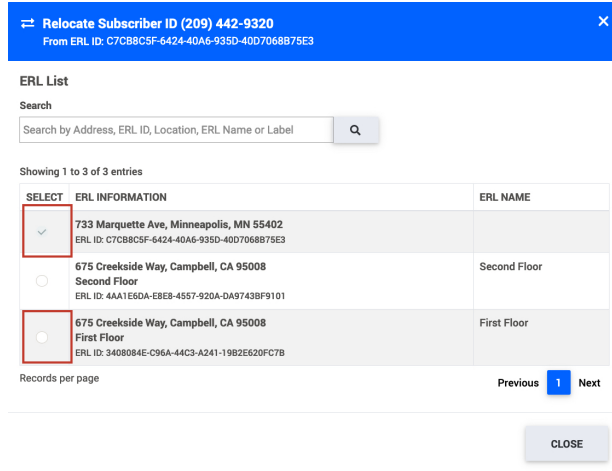 Relocate Subscriber ID (209) 442-9320
From ERL ID: C7CB8C5F-6424-40A6-935D-40D7068B75E3
ERL List
Search
Search by Address, ERL ID, Location, ERL Name or Label
Showing 1 to 3 of 3 entries
SELECT ERL INFORMATION ERL NAME
733 Marquette Ave, Minneapolis, MN 55402
ERL ID: C7CB8C5F-6424-40A6-935D-40D7068B75E3
675 Creekside Way, Campbell, CA 95008 Second Floor
Second Floor
ERL ID: 4AA1E6DA-E8E8-4557-920A-DA9743BF9101
675 Creekside Way, Campbell, CA 95008 First Floor
First Floor
ERL ID: 3408084E-C96A-44C3-A241-19B2E620FC7B
Records per page Previous 1 Next
CLOSE